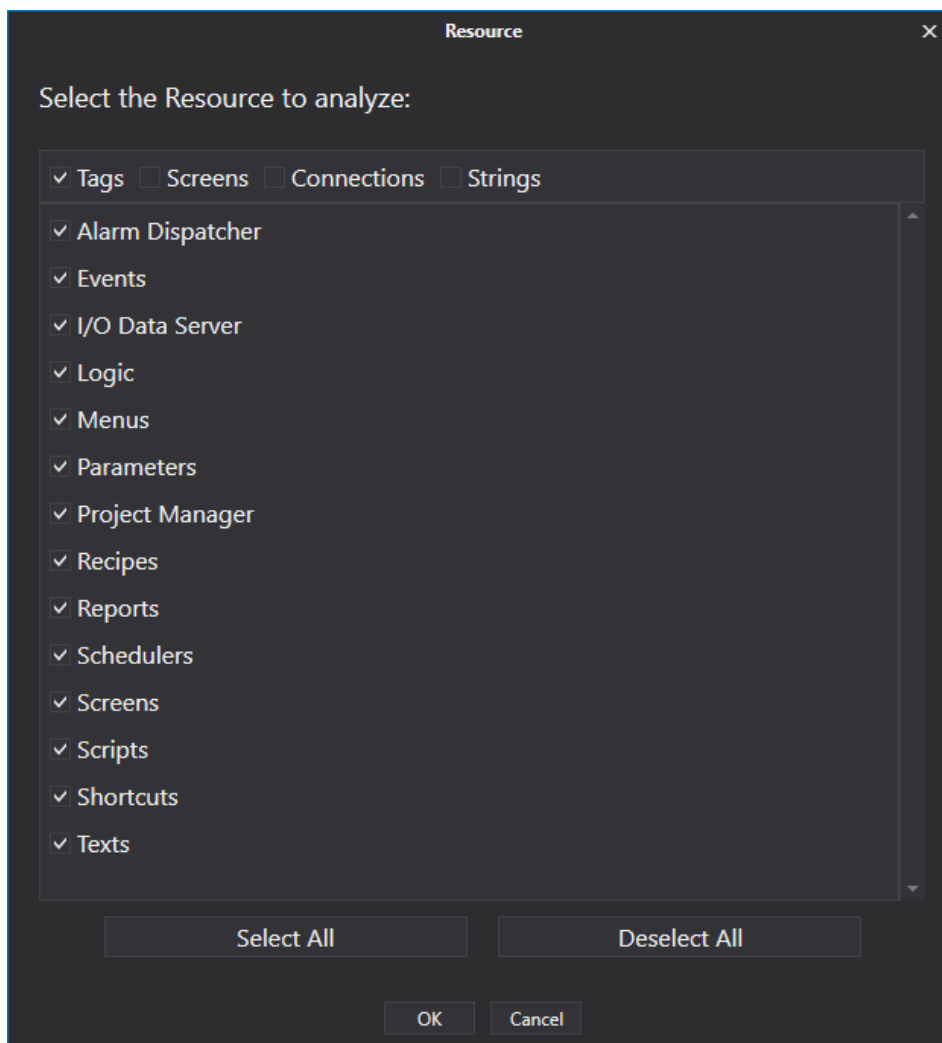 Resource
Select the Resource to analyze:
Tags Screens Connections Strings
Alarm Dispatcher
Events
I/O Data Server
Logic
Menus
Parameters
Project Manager
Recipes
Reports
Schedulers
Screens
Scripts
Shortcuts
Texts
Select All Deselect All
OK Cancel